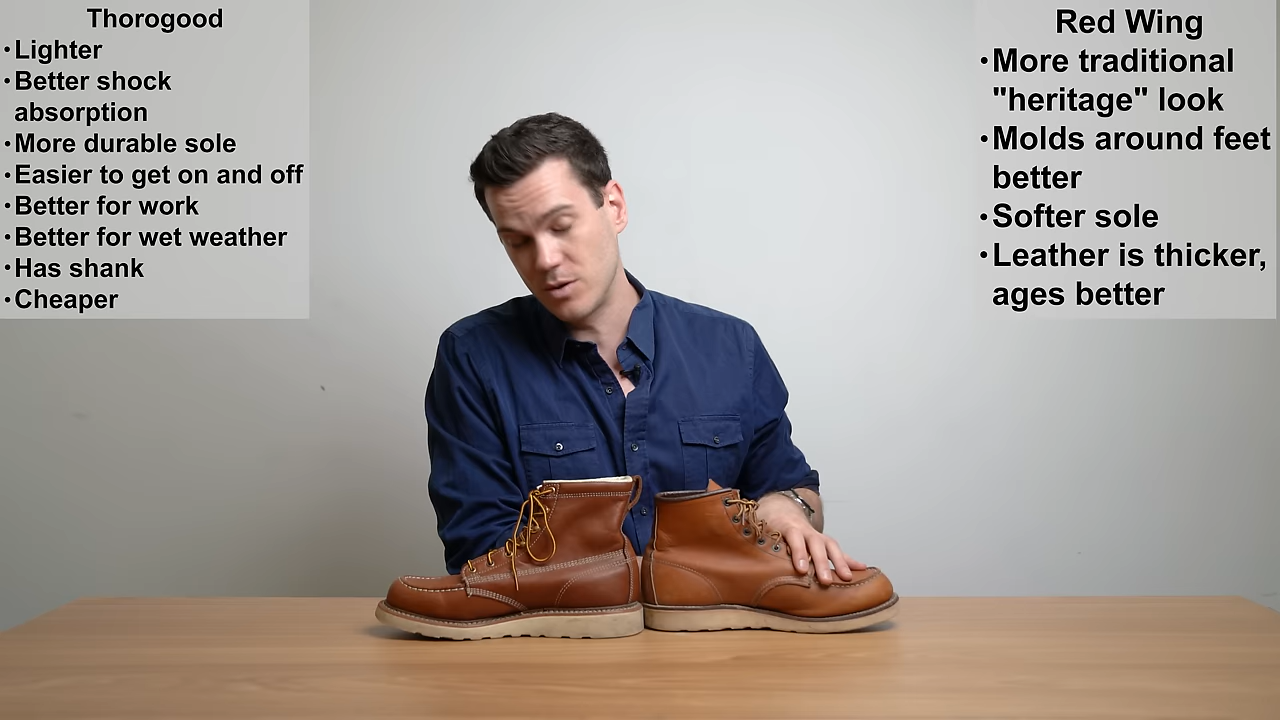 Thorogood
•Lighter
•Better shock
absorption
•More durable sole
•Easier to get on and off
•Better for work
•Better for wet weather
•Has shank
•Cheaper
Red Wing
•More traditional
"heritage" look
•Molds around feet
better
•Softer sole
•Leather is thicker,
ages better